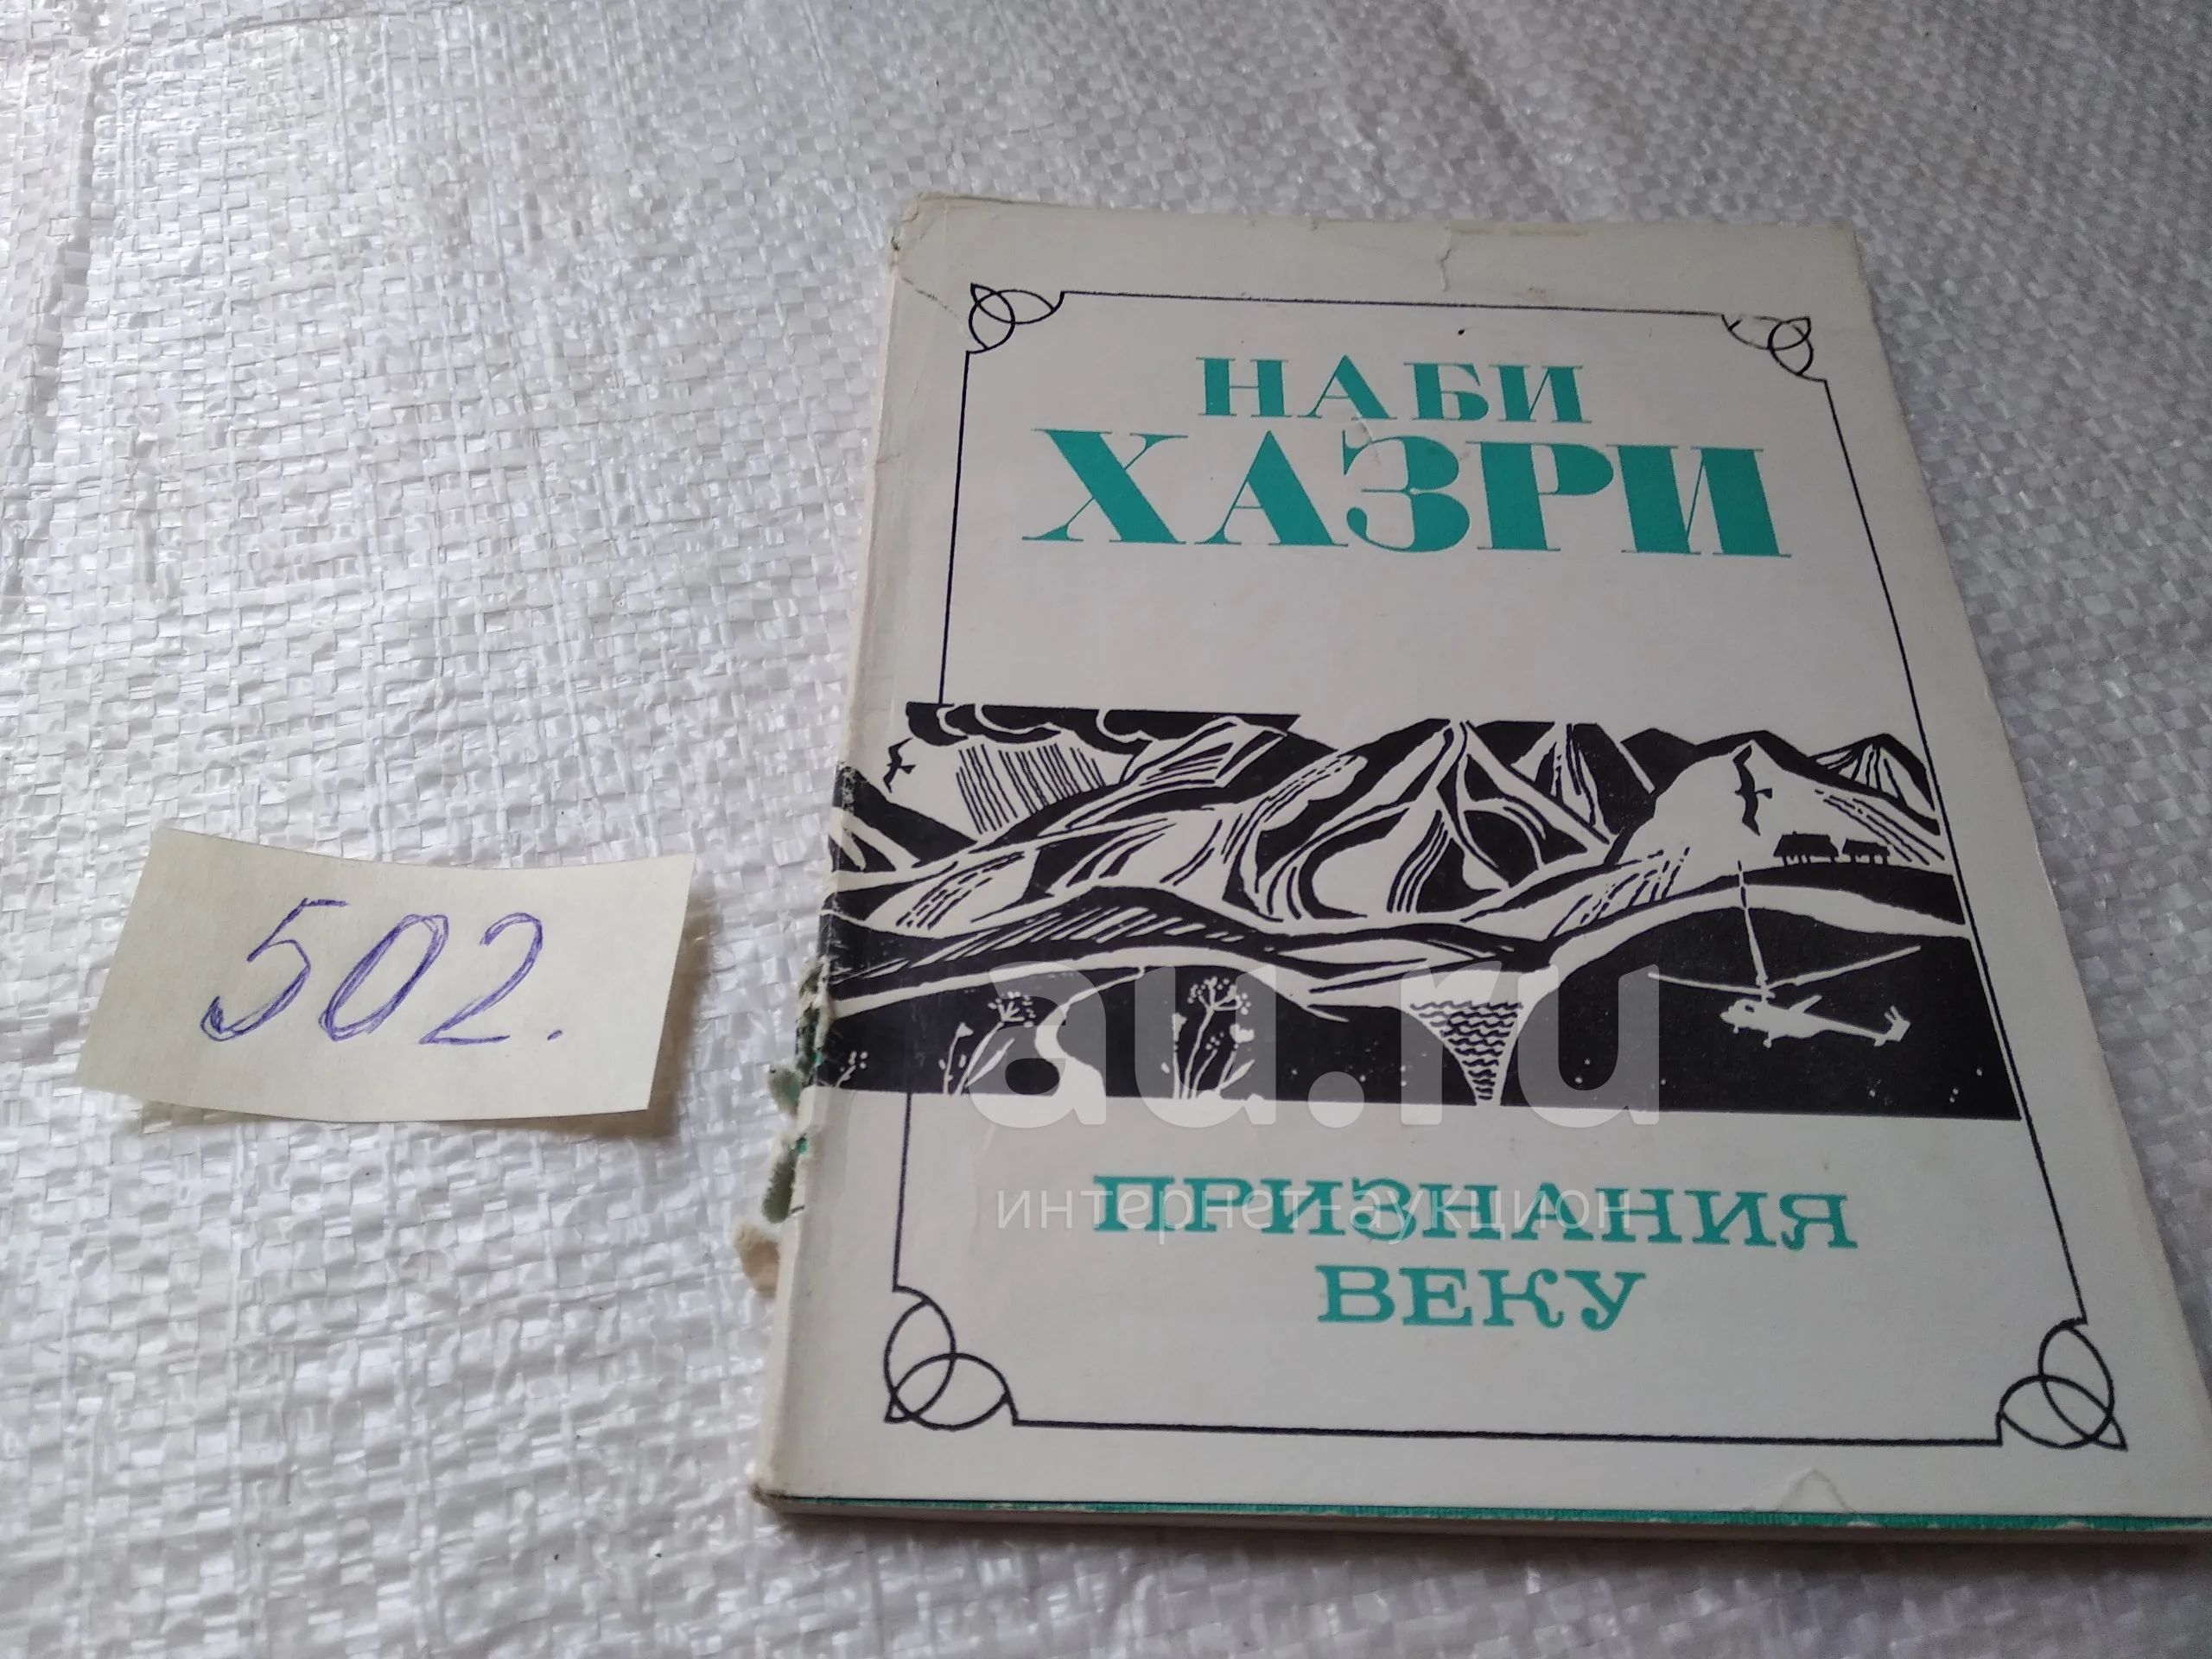 НАБИ
ХАЗРИ
502.
au.ru
интернет-аукцион
ПРИЗНАНИЯ
ВЕКУ